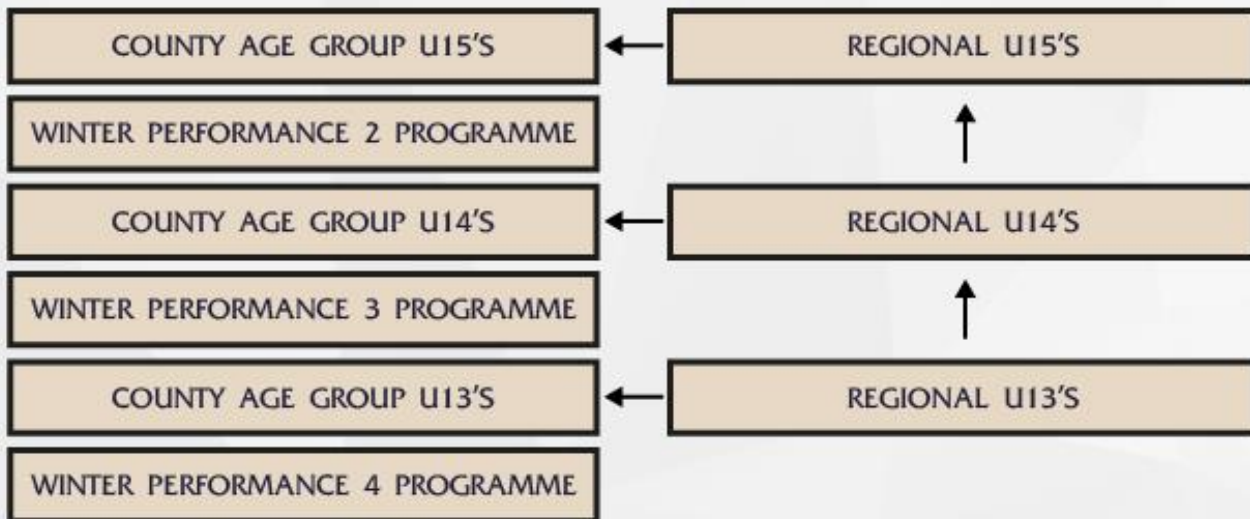 COUNTY AGE GROUP U15'S
REGIONAL U15'S
WINTER PERFORMANCE 2 PROGRAMME
COUNTY AGE GROUP U14'S
REGIONAL U14'S
WINTER PERFORMANCE 3 PROGRAMME
COUNTY AGE GROUP U13'S
REGIONAL U13'S
WINTER PERFORMANCE 4 PROGRAMME